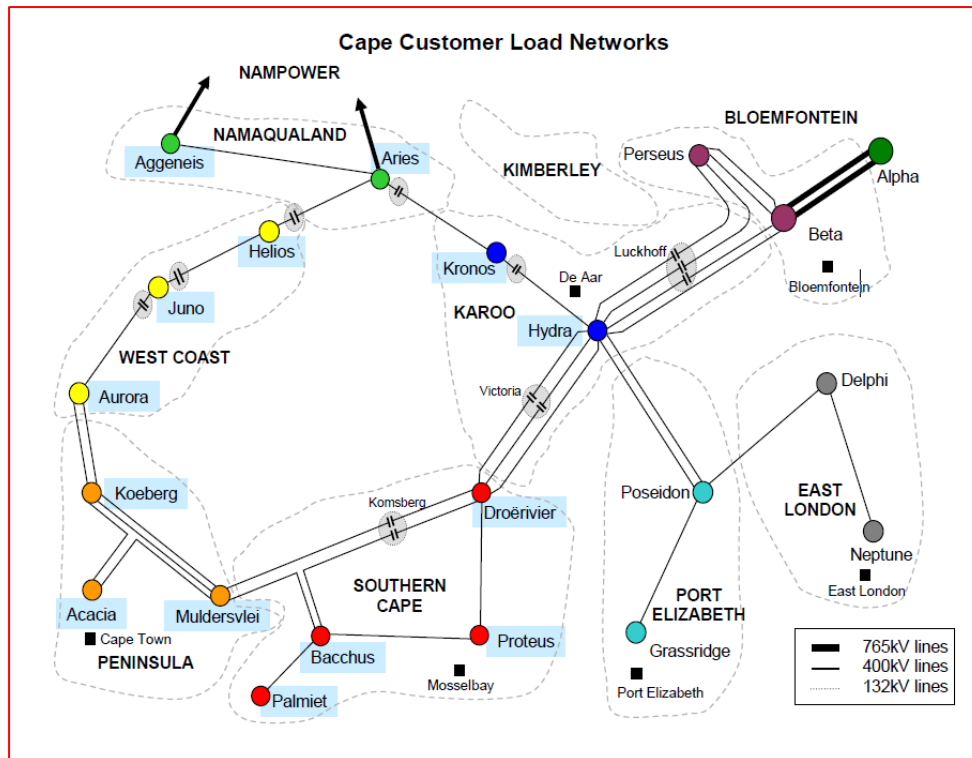 Cape Customer Load Networks
NAMPOWER
BLOEMFONTEIN
NAMAQUALAND
Aggeneis
Aries
KIMBERLEY
Perseus
Alpha
Beta
Helios
Luckhoff
Kronos
De Aar
Bloemfontein
Juno
KAROO
Hydra
WEST COAST
Aurora
Victoria
Delphi
Koeberg
Komsberg
Droërivier
Poseidon
EAST
LONDON
Neptune
SOUTHERN
CAPE
East London
Acacia
Muldersvlei
PORT
ELIZABETH
Cape Town
Proteus
PENINSULA
Bacchus
Grassridge
Mosselbay
Port Elizabeth
Palmiet
765kV lines
400kV lines
132kV lines